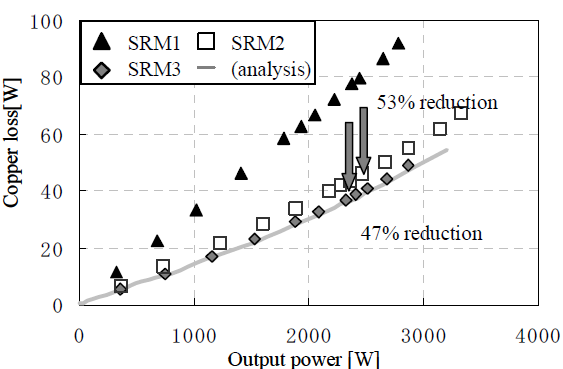 100
80
60
40
20
0
Copper loss[W]
SRM1 SRM2
SRM3 (analysis)
53% reduction
47% reduction
0 1000 2000 3000 4000
Output power [W]